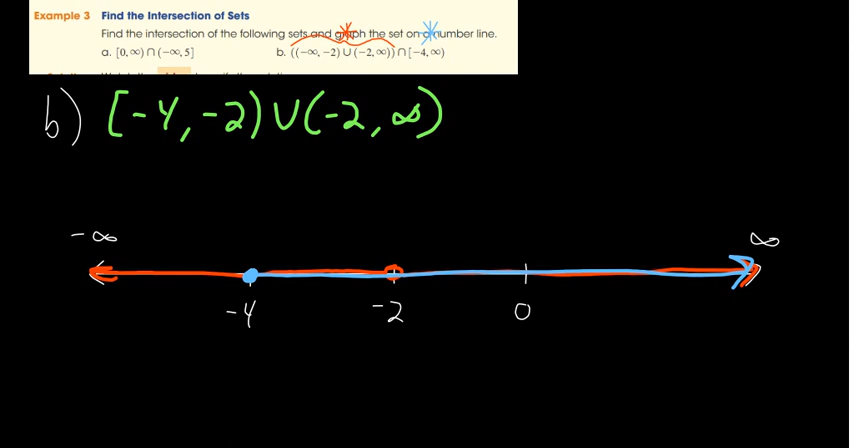 Example 3 Find the Intersection of Sets
Find the intersection of the following sets and graph the set on a number line.
a. [0, ∞) ∩ (−∞, 5] b. ((−∞, −2) ∪ (−2, ∞)) ∩ [−4, ∞)
b) [-4, -2) ∪ (-2, ∞)
-∞ ∞
-4 -2 0